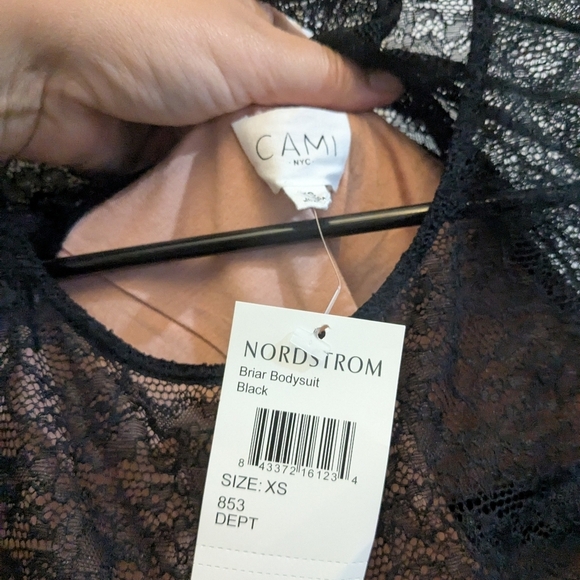 CAMI
NYC
NORDSTROM
Briar Bodysuit
Black
8 43372 16123 4
SIZE: XS
853
DEPT